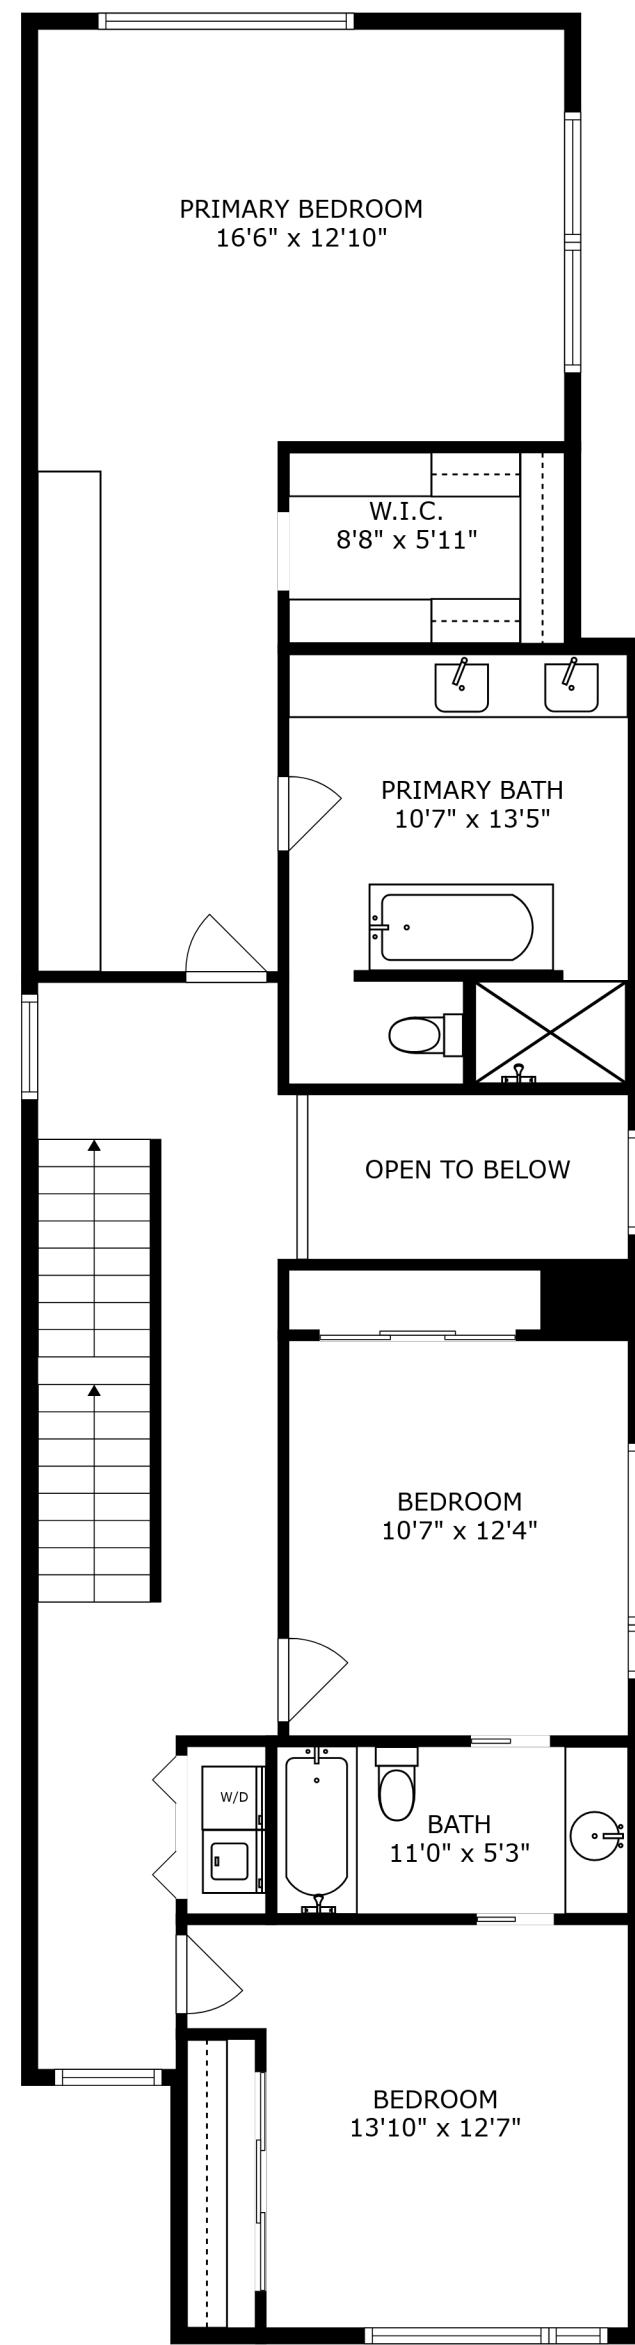 PRIMARY BEDROOM
16'6" x 12'10"
W.I.C.
8'8" x 5'11"
PRIMARY BATH
10'7" x 13'5"
OPEN TO BELOW
BEDROOM
10'7" x 12'4"
W/D
BATH
11'0" x 5'3"
BEDROOM
13'10" x 12'7"